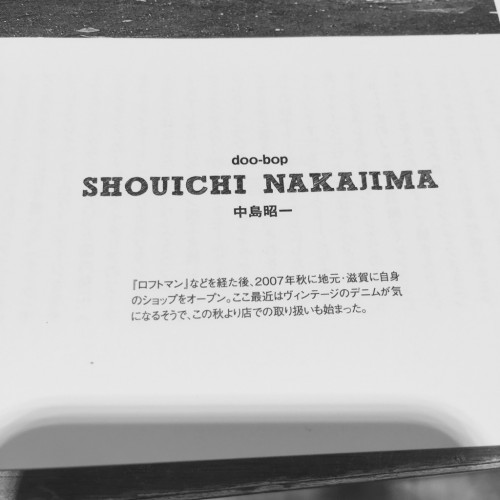 doo-bop
SHOUICHI NAKAJIMA
中島昭一
『ロフトマン』などを経た後、2007年秋に地元・滋賀に自身
のショップをオープン。ここ最近はヴィンテージのデニムが気
になるそうで、この秋より店での取り扱いも始まった。